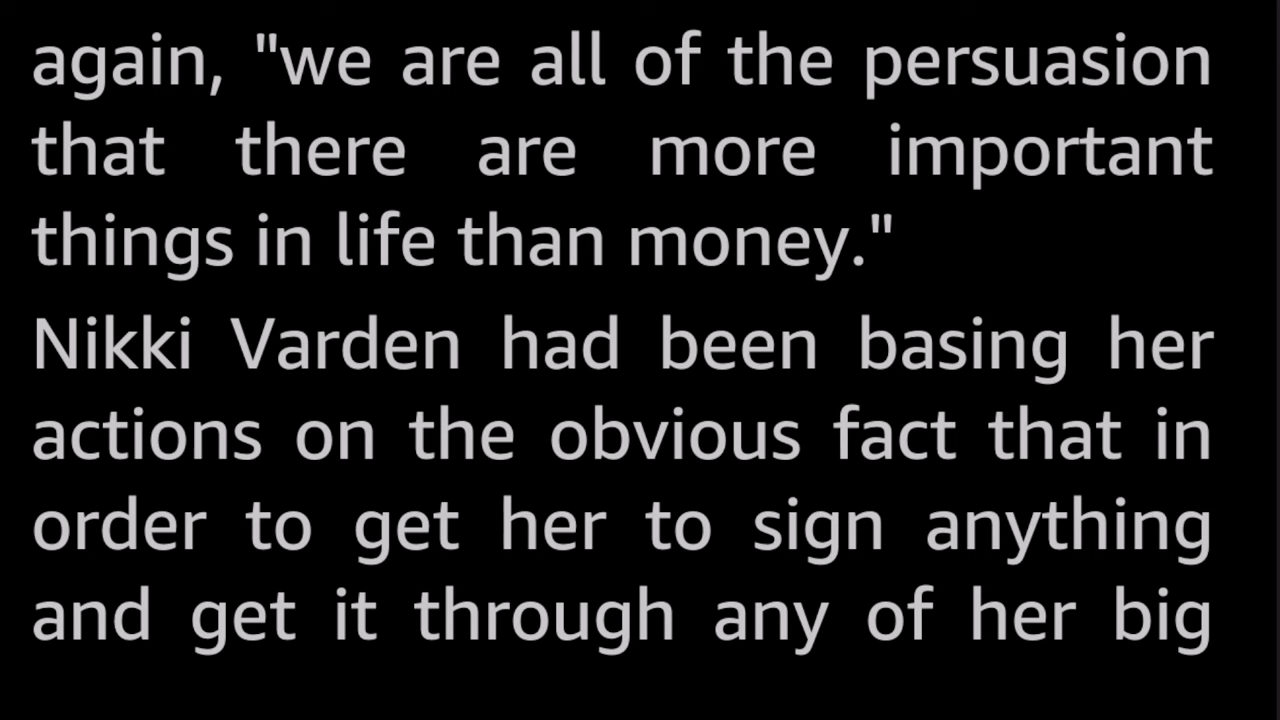 again, "we are all of the persuasion
that there are more important
things in life than money."
Nikki Varden had been basing her
actions on the obvious fact that in
order to get her to sign anything
and get it through any of her big